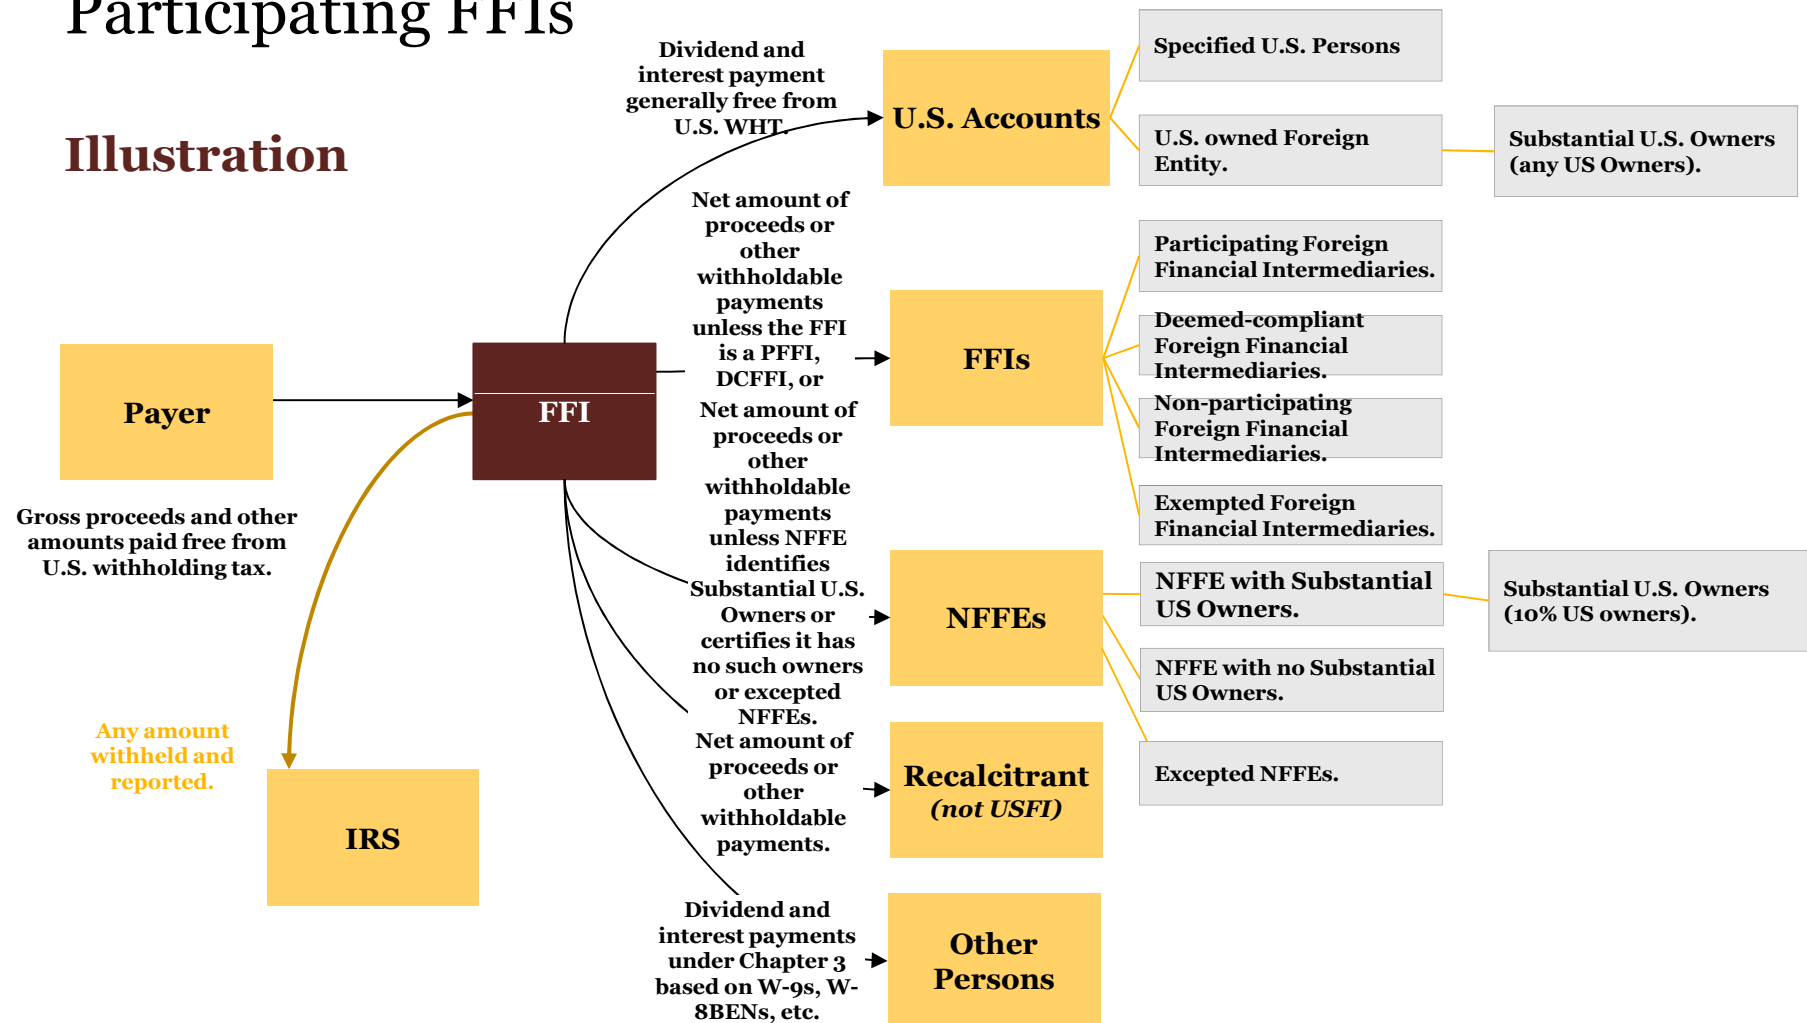 Participating FFIs
Illustration
Payer
Gross proceeds and other
amounts paid free from
U.S. withholding tax.
FFI
Any amount
withheld and
reported.
IRS
Dividend and
interest payment
generally free from
U.S. WHT.
U.S. Accounts
Specified U.S. Persons
U.S. owned Foreign
Entity.
Substantial U.S. Owners
(any US Owners).
Net amount of
proceeds or
other
withholdable
payments
unless the FFI
is a PFFI,
DCFFI, or
FFIs
Participating Foreign
Financial Intermediaries.
Deemed-compliant
Foreign Financial
Intermediaries.
Non-participating
Foreign Financial
Intermediaries.
Exempted Foreign
Financial Intermediaries.
Net amount of
proceeds or
other
withholdable
payments
unless NFFE
identifies
Substantial U.S.
Owners or
certifies it has
no such owners
or excepted
NFFEs.
NFFEs
NFFE with Substantial
US Owners.
Substantial U.S. Owners
(10% US owners).
NFFE with no Substantial
US Owners.
Excepted NFFEs.
Net amount of
proceeds or
other
withholdable
payments.
Recalcitrant
(not USFI)
Dividend and
interest payments
under Chapter 3
based on W-9s, W-
8BENs, etc.
Other
Persons